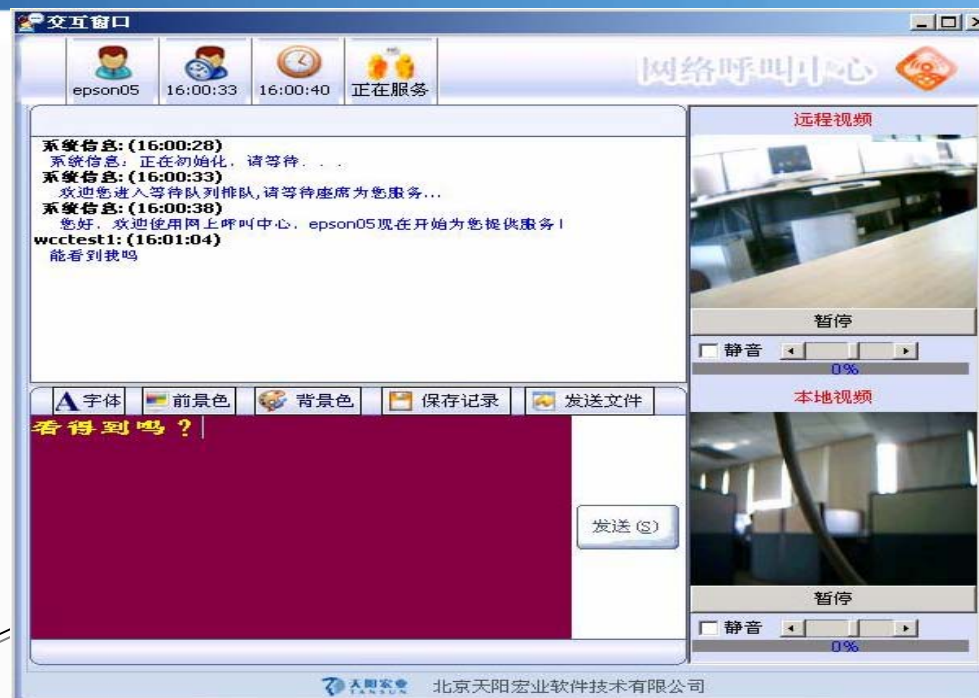 交互窗口
epson05 16:00:33 16:00:40 正在服务
网络呼叫中心
系统信息: (16:00:28)
系统信息: 正在初始化, 请等待. . .
系统信息: (16:00:33)
欢迎您进入等待队列排队,请等待座席为您服务...
系统信息: (16:00:38)
您好, 欢迎使用网上呼叫中心, epson05现在开始为您提供服务!
wcctest1: (16:01:04)
能看到我吗
远程视频
暂停
静音
0%
A 字体 前景色 背景色 保存记录 发送文件
看得到吗？
发送(S)
本地视频
暂停
静音
0%
天阳宏业 TANSUN 北京天阳宏业软件技术有限公司